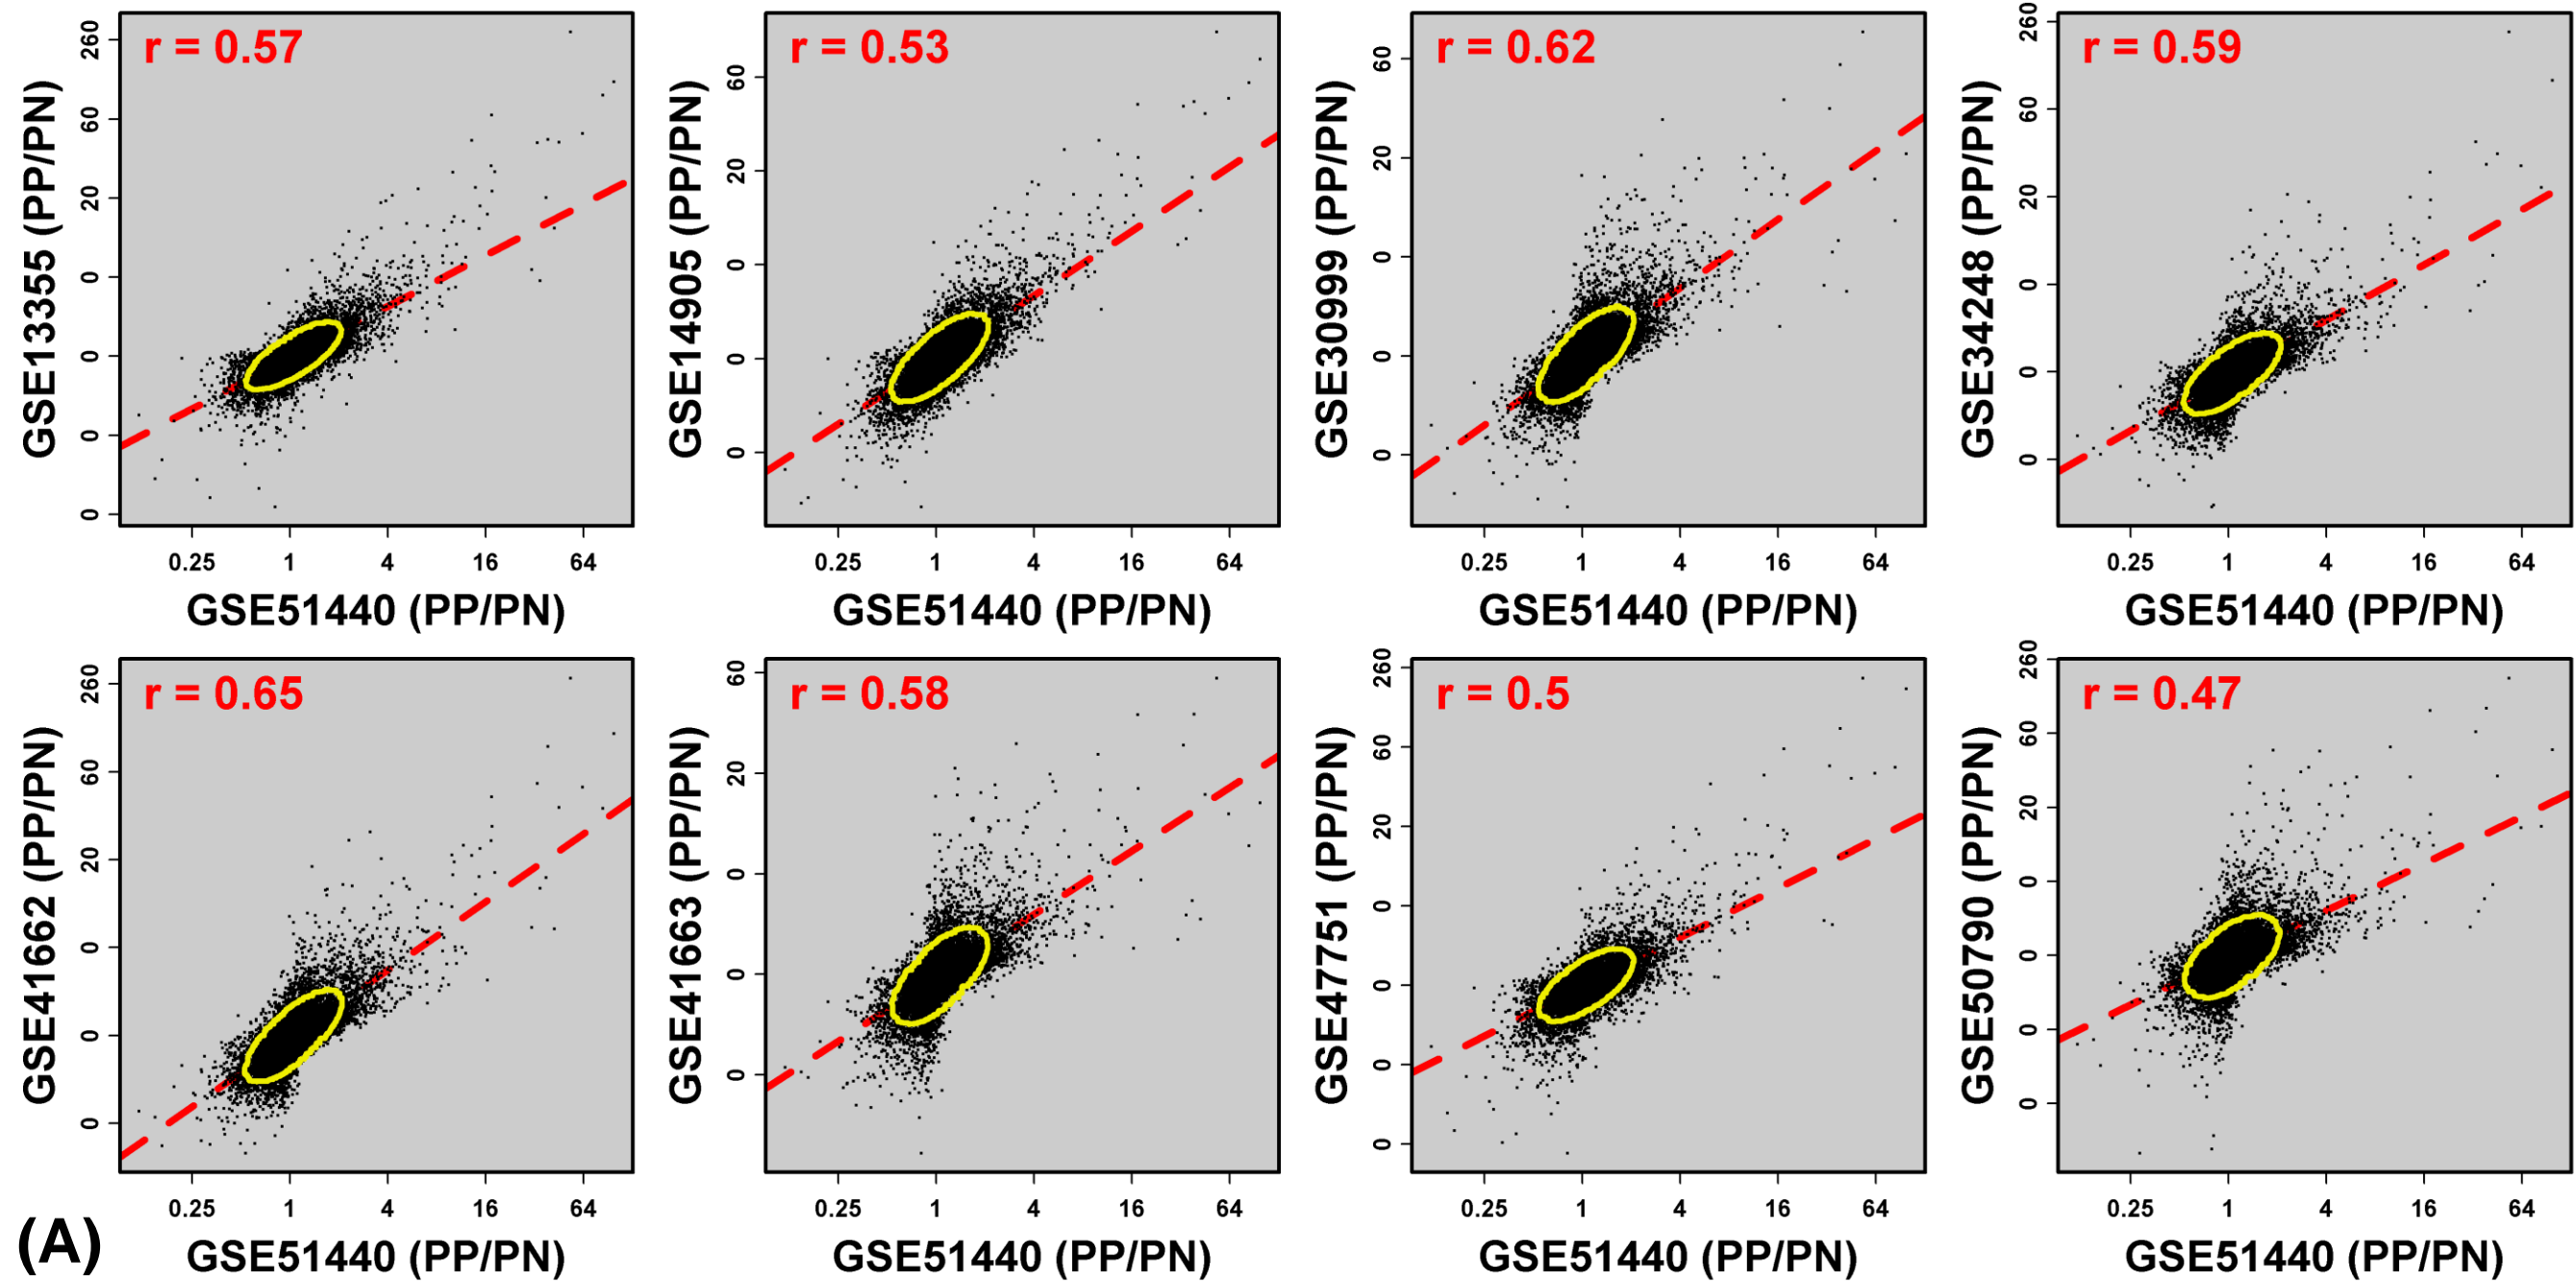 r = 0.57
GSE13355 (PP/PN)
260
60
20
0
0
0
0
0.25 1 4 16 64
GSE51440 (PP/PN)
r = 0.53
GSE14905 (PP/PN)
60
20
0
0
0
0.25 1 4 16 64
GSE51440 (PP/PN)
r = 0.62
GSE30999 (PP/PN)
60
20
0
0
0
0.25 1 4 16 64
GSE51440 (PP/PN)
r = 0.59
GSE34248 (PP/PN)
260
60
20
0
0
0
0.25 1 4 16 64
GSE51440 (PP/PN)
r = 0.65
GSE41662 (PP/PN)
260
60
20
0
0
0
0.25 1 4 16 64
GSE51440 (PP/PN)
r = 0.58
GSE41663 (PP/PN)
60
20
0
0
0
0.25 1 4 16 64
GSE51440 (PP/PN)
r = 0.5
GSE47751 (PP/PN)
260
60
20
0
0
0
0
0.25 1 4 16 64
GSE51440 (PP/PN)
r = 0.47
GSE50790 (PP/PN)
260
60
20
0
0
0
0
0.25 1 4 16 64
GSE51440 (PP/PN)
(A)